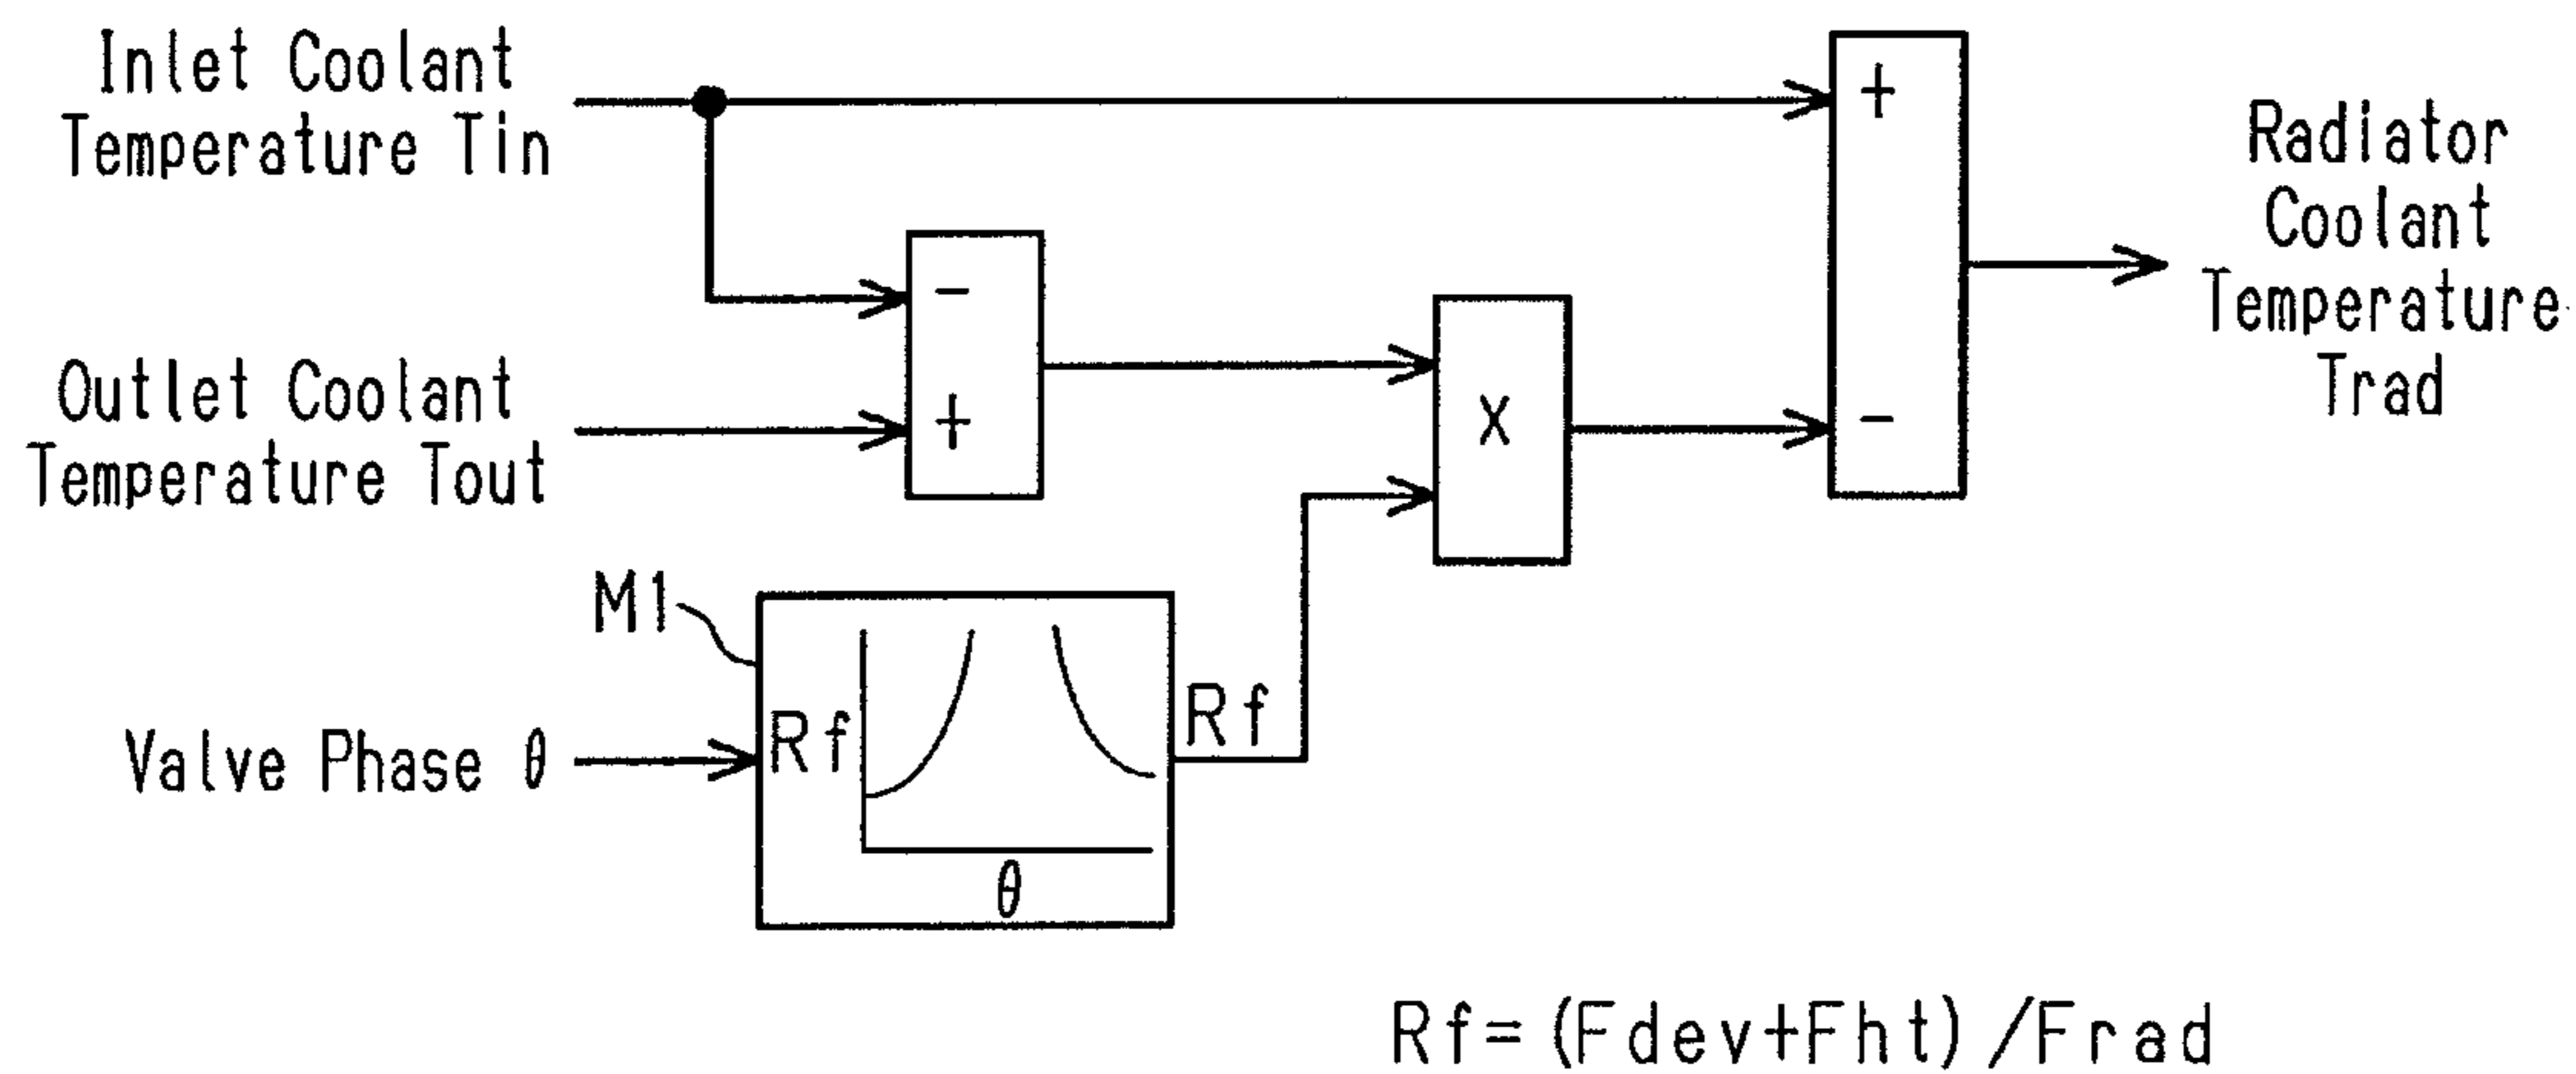 Inlet Coolant
Temperature Tin
+
Radiator
Coolant
Temperature
Trad
-
Outlet Coolant
Temperature Tout
+
X
-
M1
Rf
Rf
Valve Phase θ
θ
Rf=(Fdev+Fht)/Frad